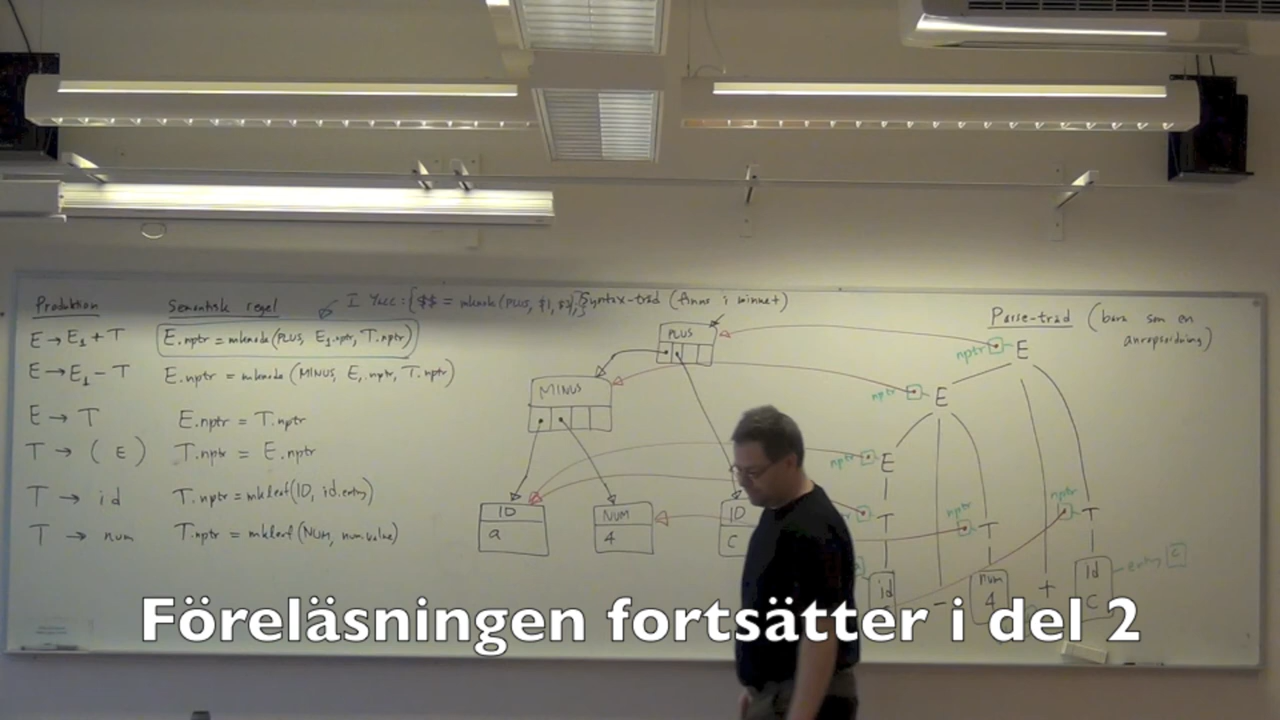 Produktion
Semantisk regel
I Yacc: {$$ = mknode(PLUS, $1, $3);}
Syntax-träd (finns i minnet)
Parse-träd (bara som en
anropsordning)
E → E₁ + T
E.nptr = mknode(PLUS, E₁.nptr, T.nptr)
E → E₁ - T
E.nptr = mknode(MINUS, E₁.nptr, T.nptr)
E → T
E.nptr = T.nptr
T → (E)
T.nptr = E.nptr
T → id
T.nptr = mkleaf(ID, id.entry)
T → num
T.nptr = mkleaf(NUM, num.value)
PLUS
MINUS
ID
a
NUM
4
ID
C
nptr E
nptr E
nptr E
T
nptr T
nptr T
id
-
num
4
+
id
C
entry C
Föreläsningen fortsätter i del 2